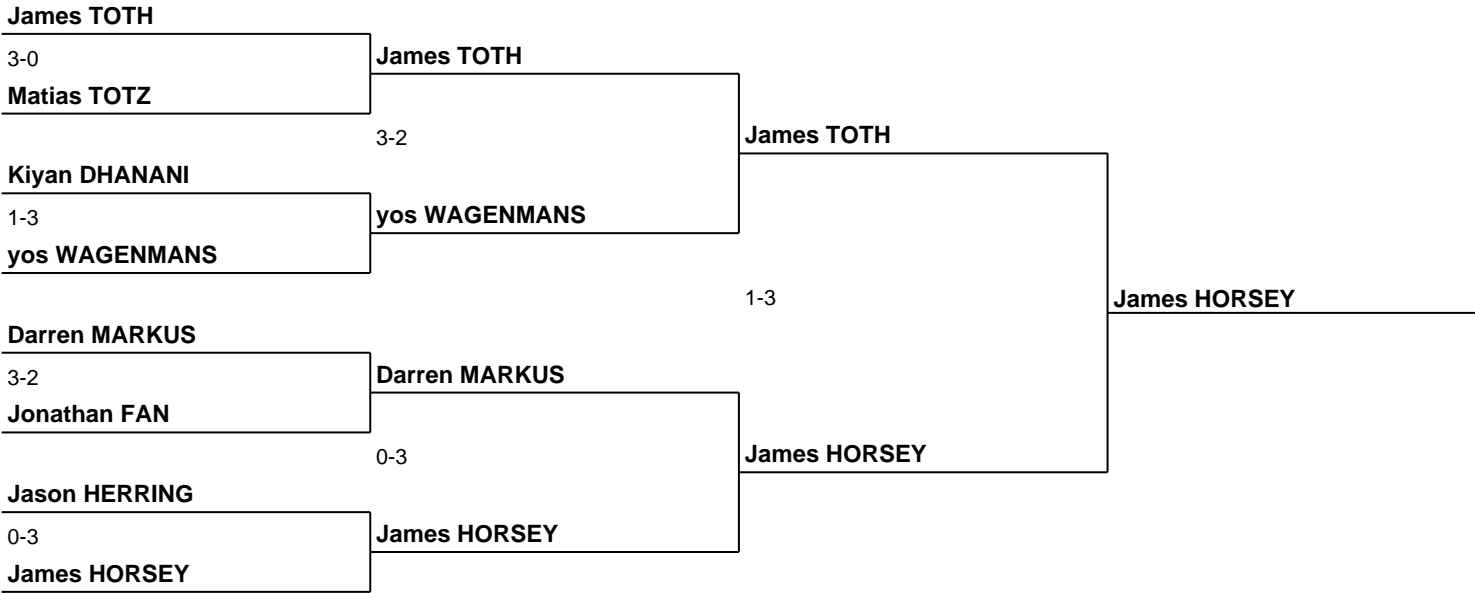 James TOTH
3-0
James TOTH
Matias TOTZ
3-2
James TOTH
Kiyan DHANANI
1-3
yos WAGENMANS
yos WAGENMANS
1-3
James HORSEY
Darren MARKUS
3-2
Darren MARKUS
Jonathan FAN
0-3
James HORSEY
Jason HERRING
0-3
James HORSEY
James HORSEY